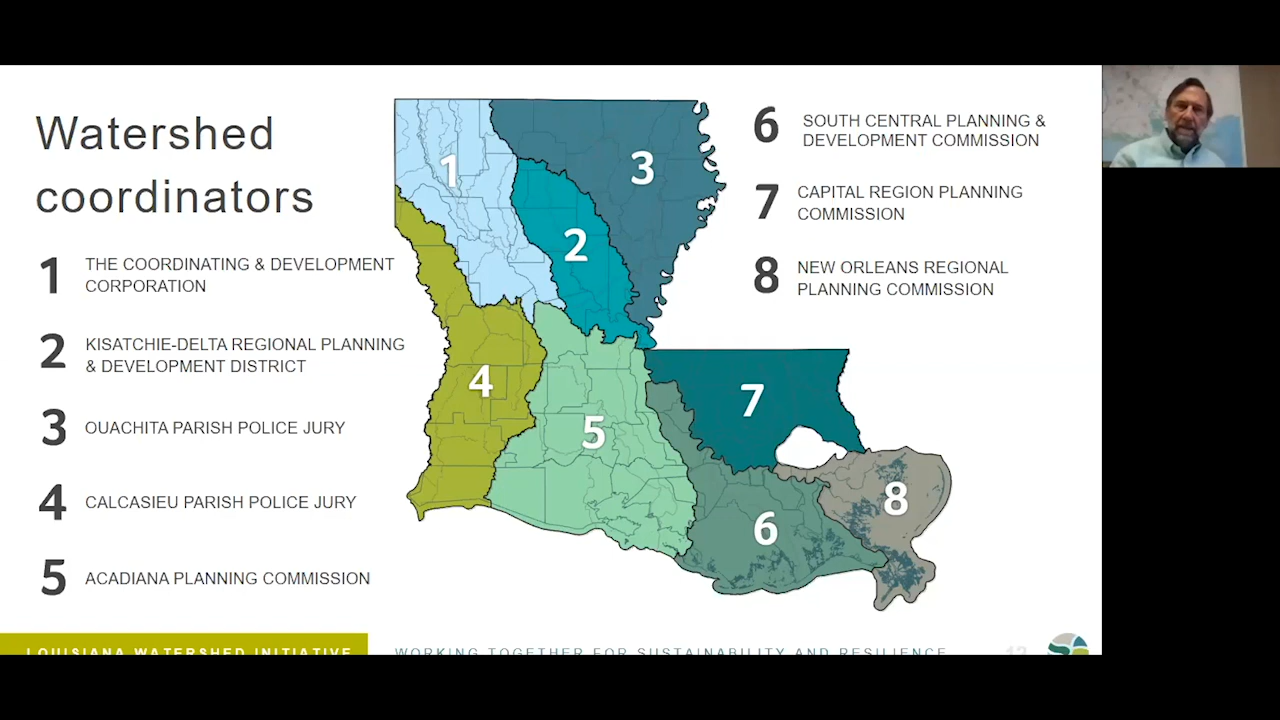 Watershed
coordinators
1 THE COORDINATING & DEVELOPMENT
CORPORATION
2 KISATCHIE-DELTA REGIONAL PLANNING
& DEVELOPMENT DISTRICT
3 OUACHITA PARISH POLICE JURY
4 CALCASIEU PARISH POLICE JURY
5 ACADIANA PLANNING COMMISSION
1
2
3
4
5
6
7
8
6 SOUTH CENTRAL PLANNING &
DEVELOPMENT COMMISSION
7 CAPITAL REGION PLANNING
COMMISSION
8 NEW ORLEANS REGIONAL
PLANNING COMMISSION
LOUISIANA WATERSHED INITIATIVE
WORKING TOGETHER FOR SUSTAINABILITY AND RESILIENCE